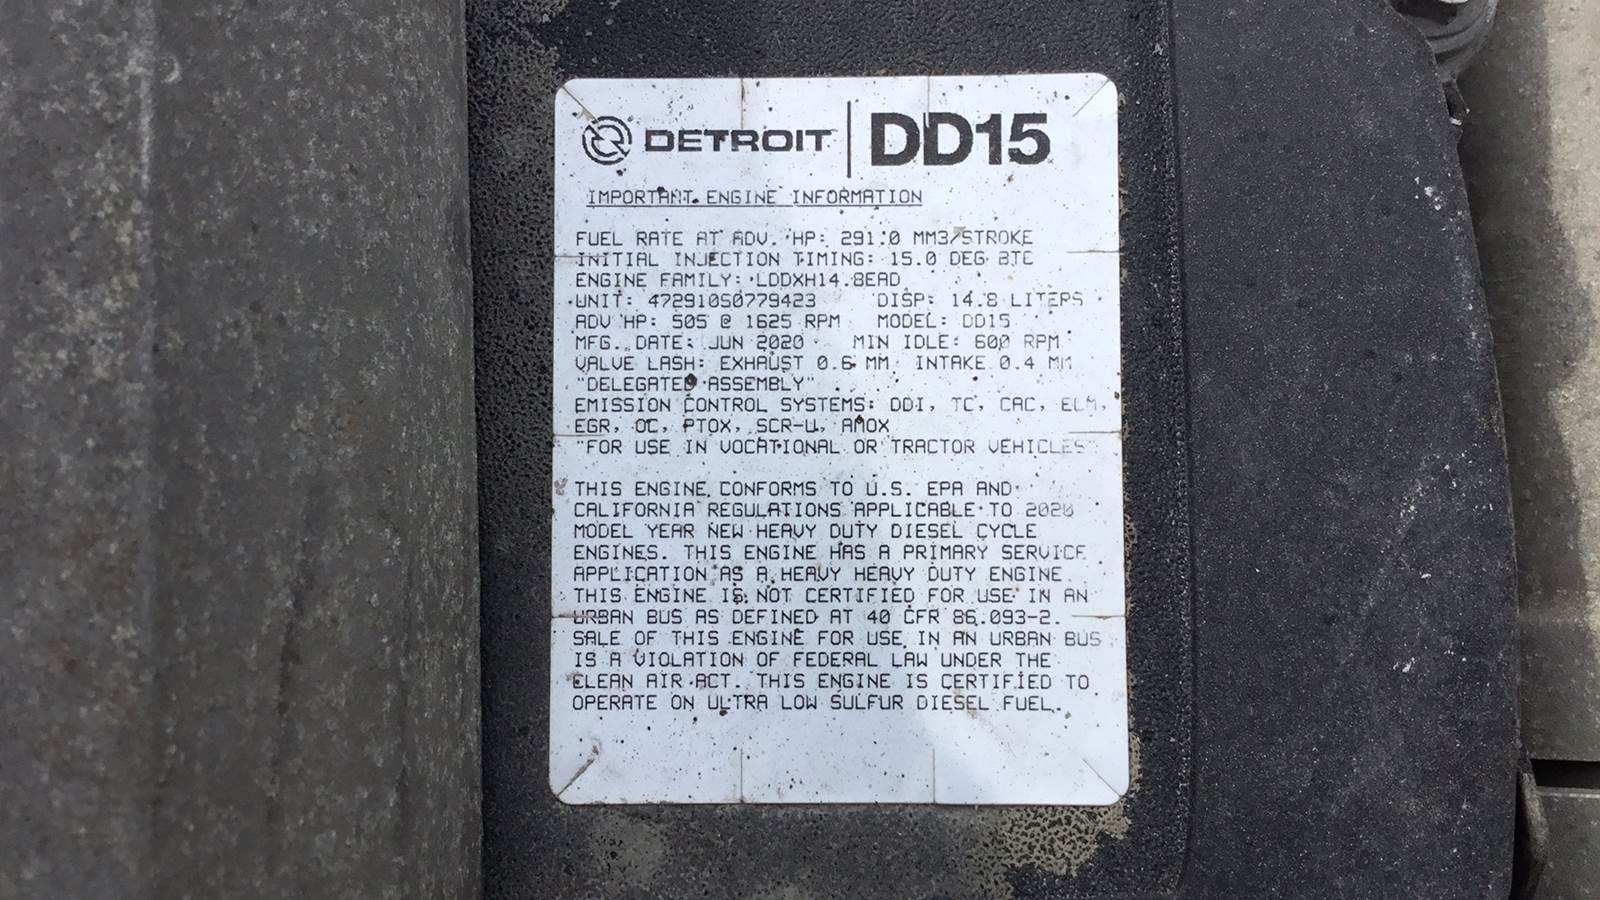 DETROIT DD15
IMPORTANT ENGINE INFORMATION
FUEL RATE AT ADV. HP: 291.0 MM3/STROKE
INITIAL INJECTION TIMING: 15.0 DEG BTC
ENGINE FAMILY: LDDXH14.8EAD
UNIT: 472910S0779423 DISP: 14.8 LITERS
ADV HP: 505 @ 1625 RPM MODEL: DD15
MFG. DATE: JUN 2020 MIN IDLE: 600 RPM
VALVE LASH: EXHAUST 0.6 MM INTAKE 0.4 MM
"DELEGATED ASSEMBLY"
EMISSION CONTROL SYSTEMS: DDI, TC, CAC, ECM,
EGR, OC, PTOX, SCR-U, AMOX
"FOR USE IN VOCATIONAL OR TRACTOR VEHICLES"
THIS ENGINE CONFORMS TO U.S. EPA AND
CALIFORNIA REGULATIONS APPLICABLE TO 2020
MODEL YEAR NEW HEAVY DUTY DIESEL CYCLE
ENGINES. THIS ENGINE HAS A PRIMARY SERVICE
APPLICATION AS A HEAVY HEAVY DUTY ENGINE
THIS ENGINE IS NOT CERTIFIED FOR USE IN AN
URBAN BUS AS DEFINED AT 40 CFR 86.093-2.
SALE OF THIS ENGINE FOR USE IN AN URBAN BUS
IS A VIOLATION OF FEDERAL LAW UNDER THE
CLEAN AIR ACT. THIS ENGINE IS CERTIFIED TO
OPERATE ON ULTRA LOW SULFUR DIESEL FUEL.